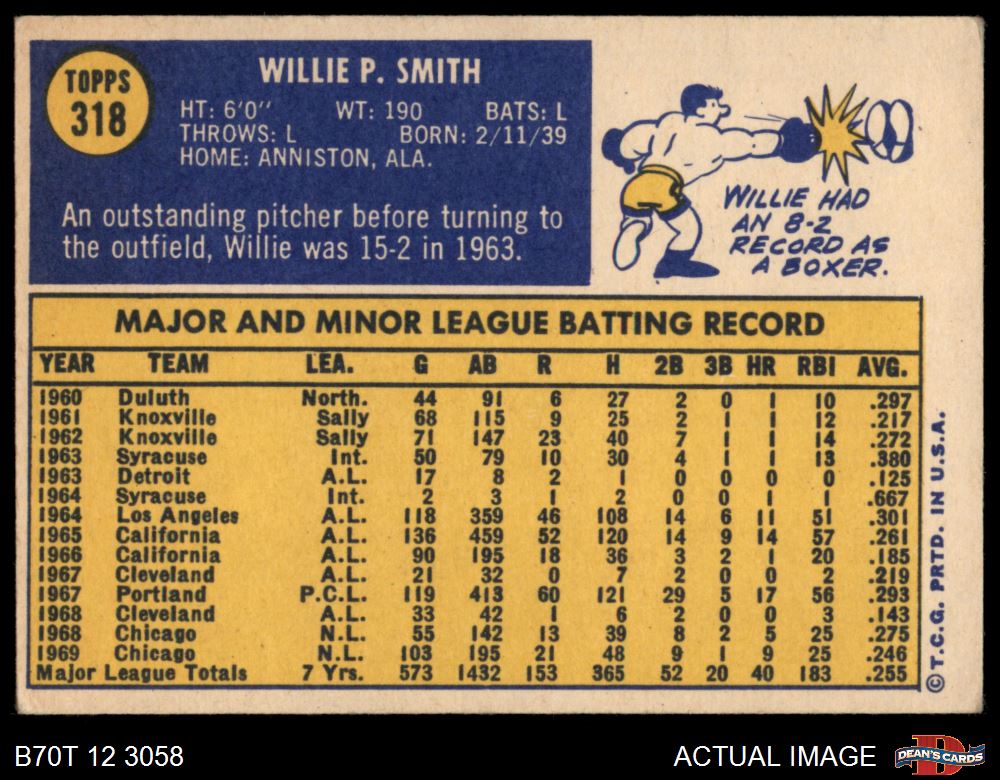 TOPPS
318
WILLIE P. SMITH
HT: 6'0" WT: 190 BATS: L
THROWS: L BORN: 2/11/39
HOME: ANNISTON, ALA.
An outstanding pitcher before turning to
the outfield, Willie was 15-2 in 1963.
WILLIE HAD
AN 8-2
RECORD AS
A BOXER.
MAJOR AND MINOR LEAGUE BATTING RECORD
YEAR TEAM LEA. G AB R H 2B 3B HR RBI AVG.
1960 Duluth North. 44 91 6 27 2 0 1 10 .297
1961 Knoxville Sally 68 115 9 25 2 1 1 12 .217
1962 Knoxville Sally 71 147 23 40 7 1 1 14 .272
1963 Syracuse Int. 50 79 10 30 4 1 1 13 .380
1963 Detroit A.L. 17 8 2 1 0 0 0 0 .125
1964 Syracuse Int. 2 3 1 2 0 0 1 1 .667
1964 Los Angeles A.L. 118 359 46 108 14 6 11 51 .301
1965 California A.L. 136 459 52 120 14 9 14 57 .261
1966 California A.L. 90 195 18 36 3 2 1 20 .185
1967 Cleveland A.L. 21 32 0 7 2 0 0 2 .219
1967 Portland P.C.L. 119 413 60 121 29 5 17 56 .293
1968 Cleveland A.L. 33 42 1 6 2 0 0 3 .143
1968 Chicago N.L. 55 142 13 39 8 2 5 25 .275
1969 Chicago N.L. 103 195 21 48 9 1 9 25 .246
Major League Totals 7 Yrs. 573 1432 153 365 52 20 40 183 .255
©T.C.G. PRTD. IN U.S.A.
B70T 12 3058 ACTUAL IMAGE
DEAN'S CARDS